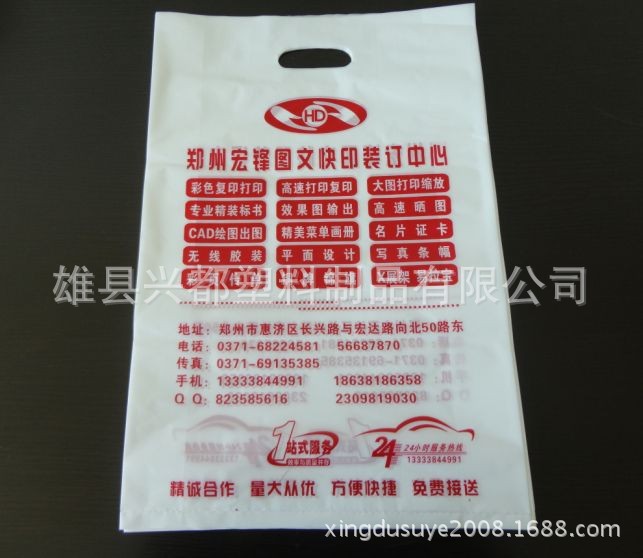 HD
郑州宏锋图文快印装订中心
彩色复印打印 高速打印复印 大图打印缩放
专业精装标书 效果图输出 高速晒图
CAD绘图出图 精美菜单画册 名片证卡
无线胶装 平面设计 写真条幅
X展架 易拉宝
雄县兴都塑料制品有限公司
地址：郑州市惠济区长兴路与宏达路向北50路东
电话：0371-68224581 56687870
传真：0371-69135385
手机：13333844991 18638186358
Q Q：823585616 2309819030
1站式服务
24小时服务热线
13333844991
精诚合作 量大从优 方便快捷 免费接送
xingdusuye2008.1688.com